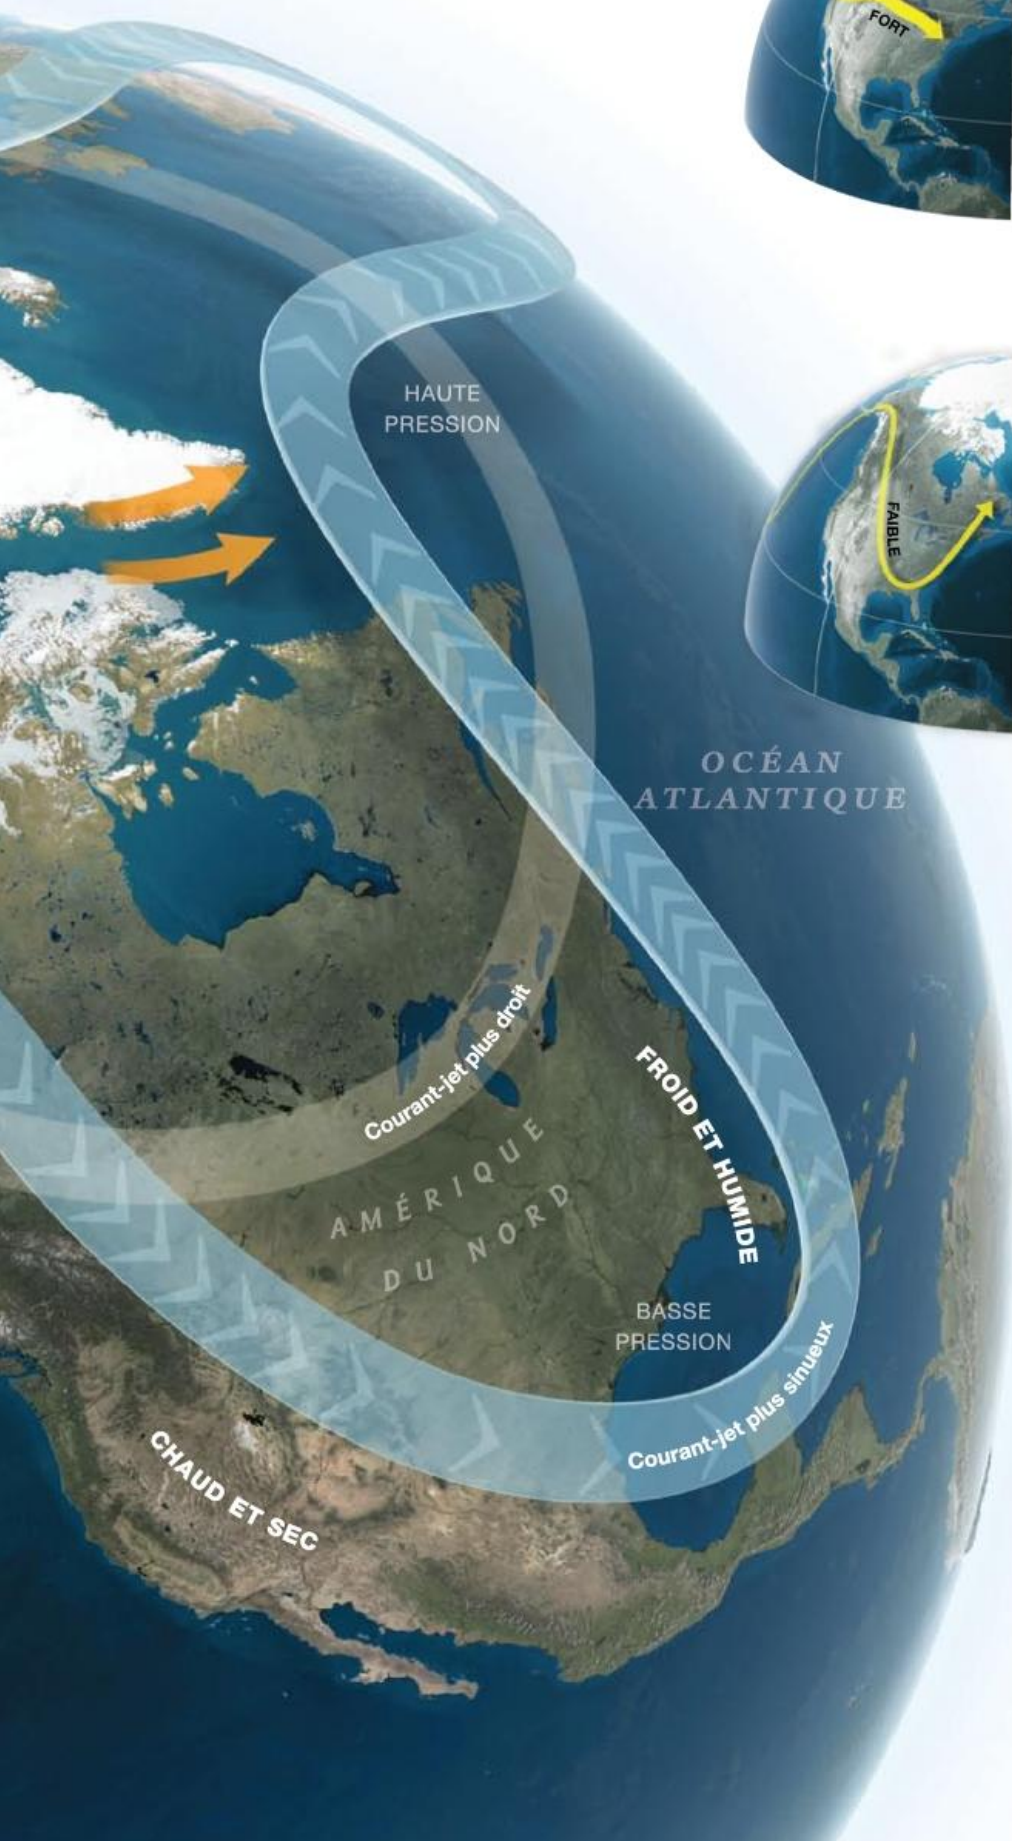 FORT
HAUTE
PRESSION
FAIBLE
OCÉAN
ATLANTIQUE
Courant-jet plus droit
FROID ET HUMIDE
AMÉRIQUE
DU NORD
BASSE
PRESSION
Courant-jet plus sinueux
CHAUD ET SEC